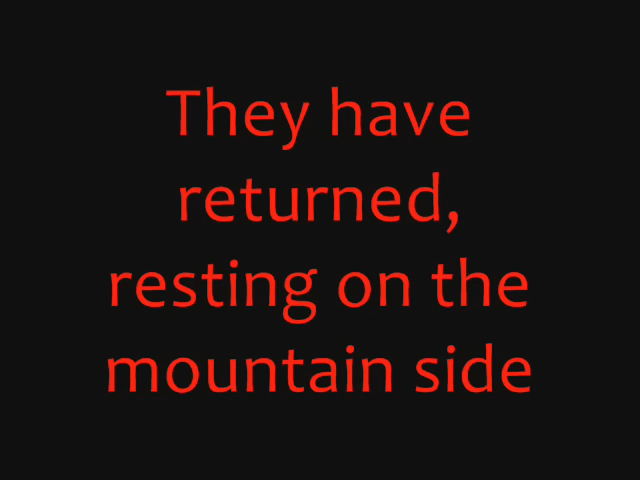 They have
returned,
resting on the
mountain side